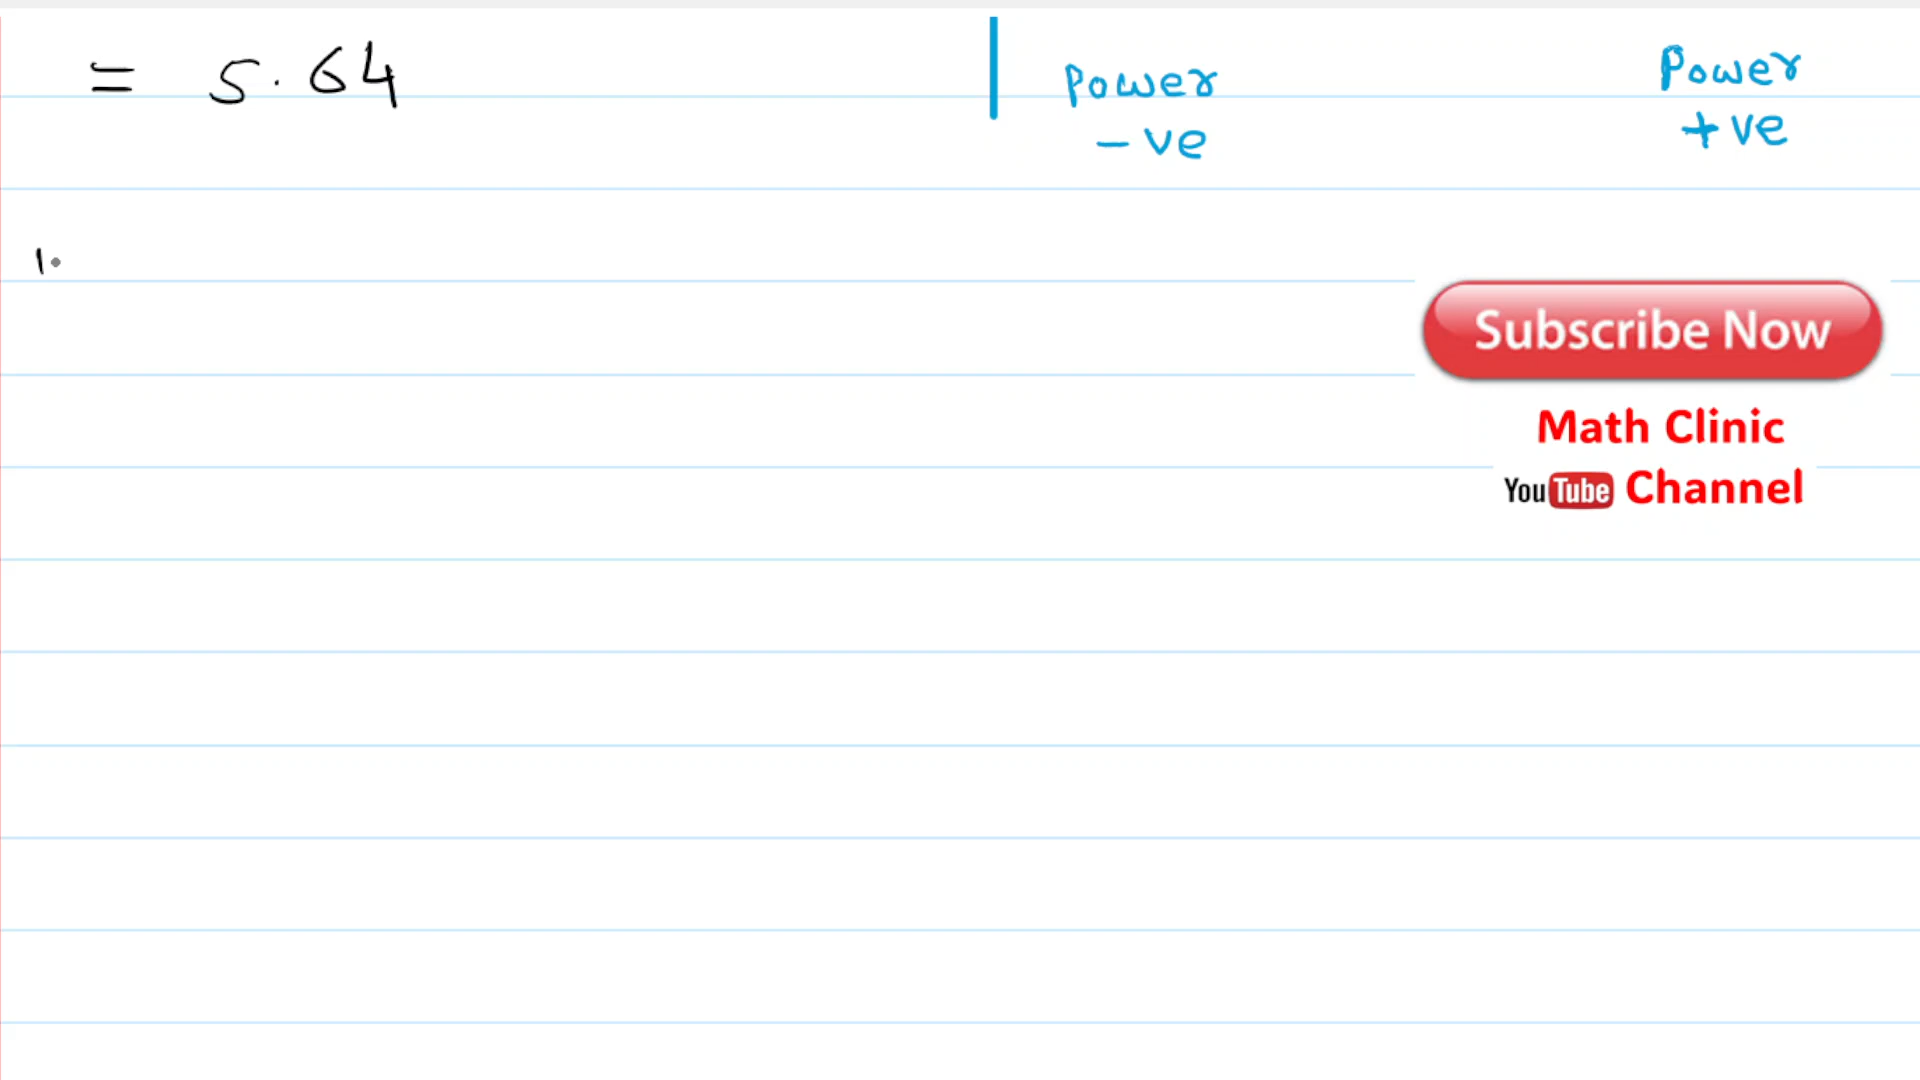 = 5.64
Power
-ve
Power
+ve
1.
Subscribe Now
Math Clinic
YouTube Channel